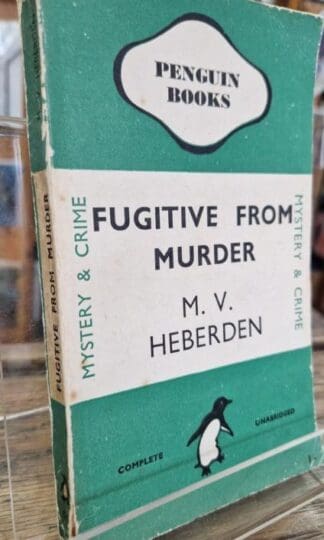 PENGUIN
BOOKS
MYSTERY & CRIME
FUGITIVE FROM
MURDER
M. V.
HEBERDEN
MYSTERY & CRIME
COMPLETE
UNABRIDGED
FUGITIVE FROM MURDER